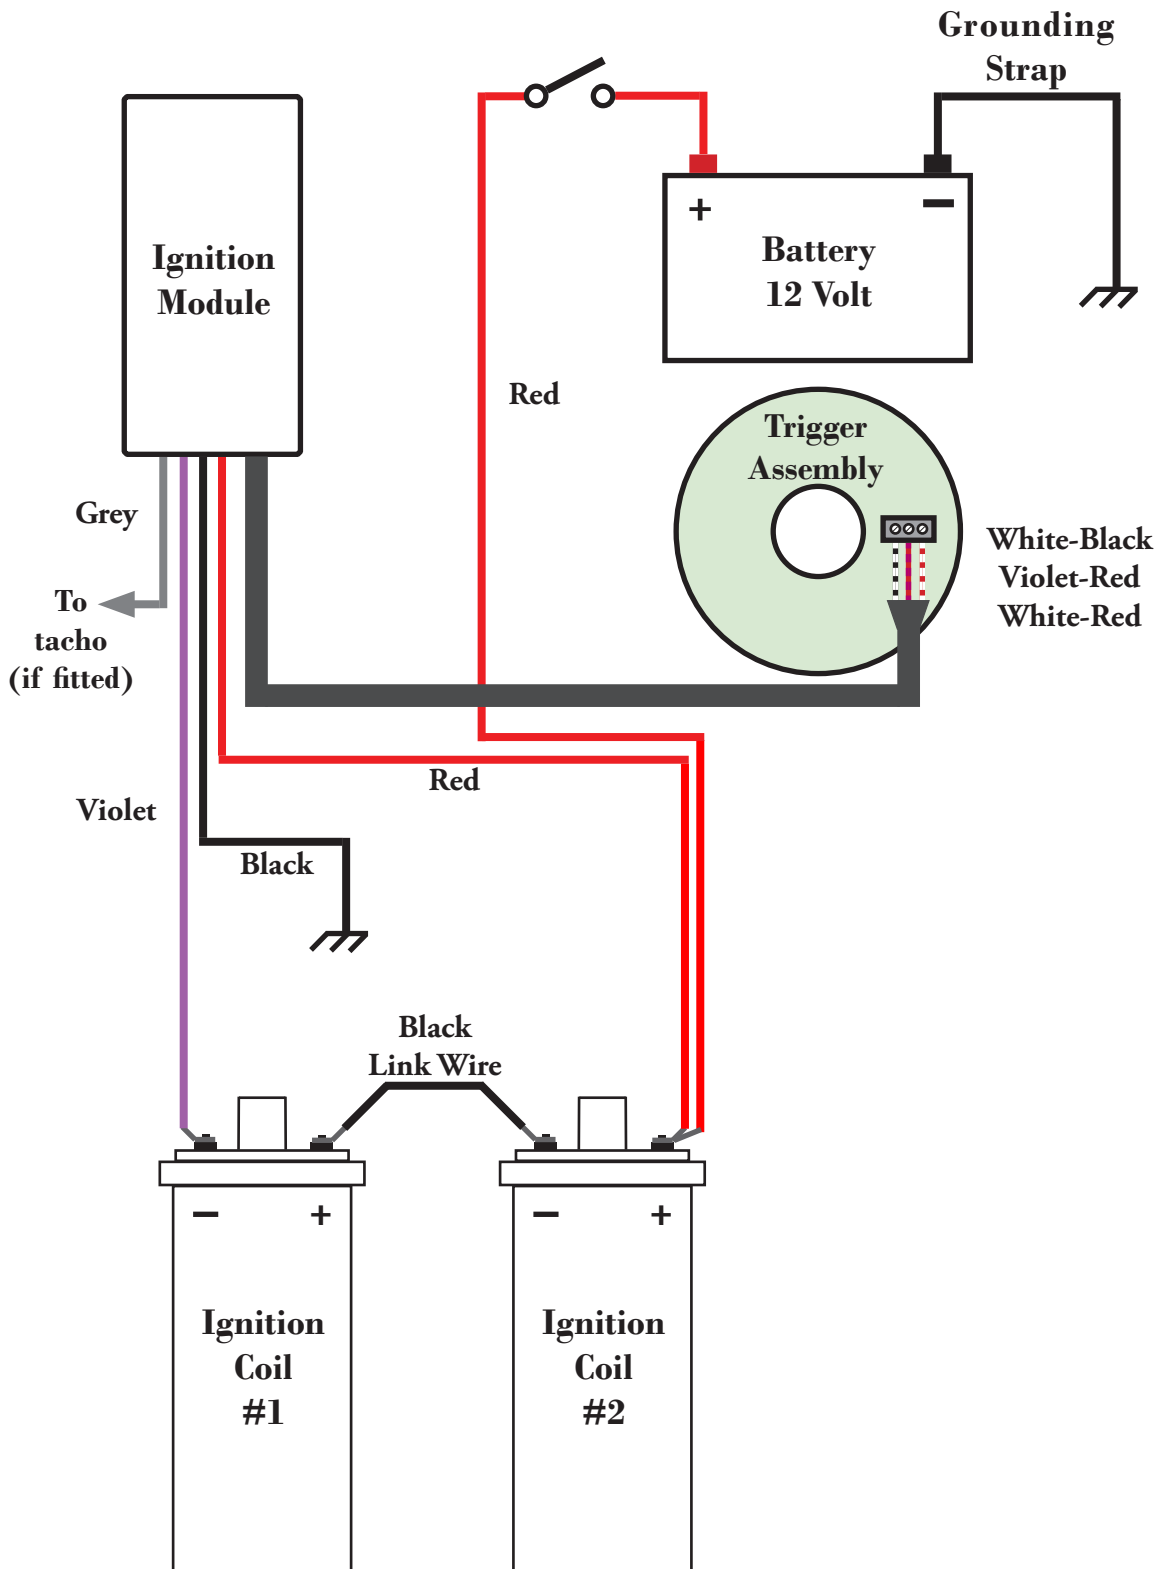 Grounding
Strap
Ignition
Module
+
−
Battery
12 Volt
Red
Trigger
Assembly
Grey
White-Black
Violet-Red
White-Red
To
tacho
(if fitted)
Red
Violet
Black
Black
Link Wire
− +
− +
Ignition
Coil
#1
Ignition
Coil
#2